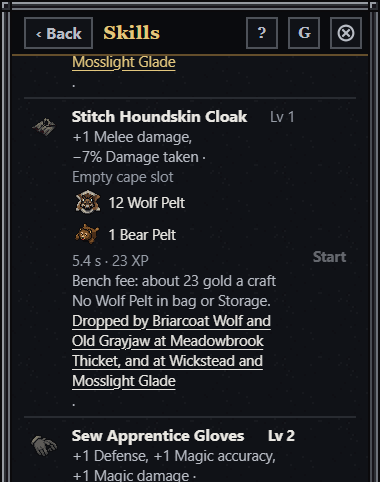 ‹ Back Skills ? G ⊗
Mosslight Glade
.
Stitch Houndskin Cloak Lv 1
+1 Melee damage,
−7% Damage taken ·
Empty cape slot
12 Wolf Pelt
1 Bear Pelt
5.4 s · 23 XP
Start
Bench fee: about 23 gold a craft
No Wolf Pelt in bag or Storage.
Dropped by Briarcoat Wolf and
Old Grayjaw at Meadowbrook
Thicket, and at Wickstead and
Mosslight Glade
.
Sew Apprentice Gloves Lv 2
+1 Defense, +1 Magic accuracy,
+1 Magic damage ·